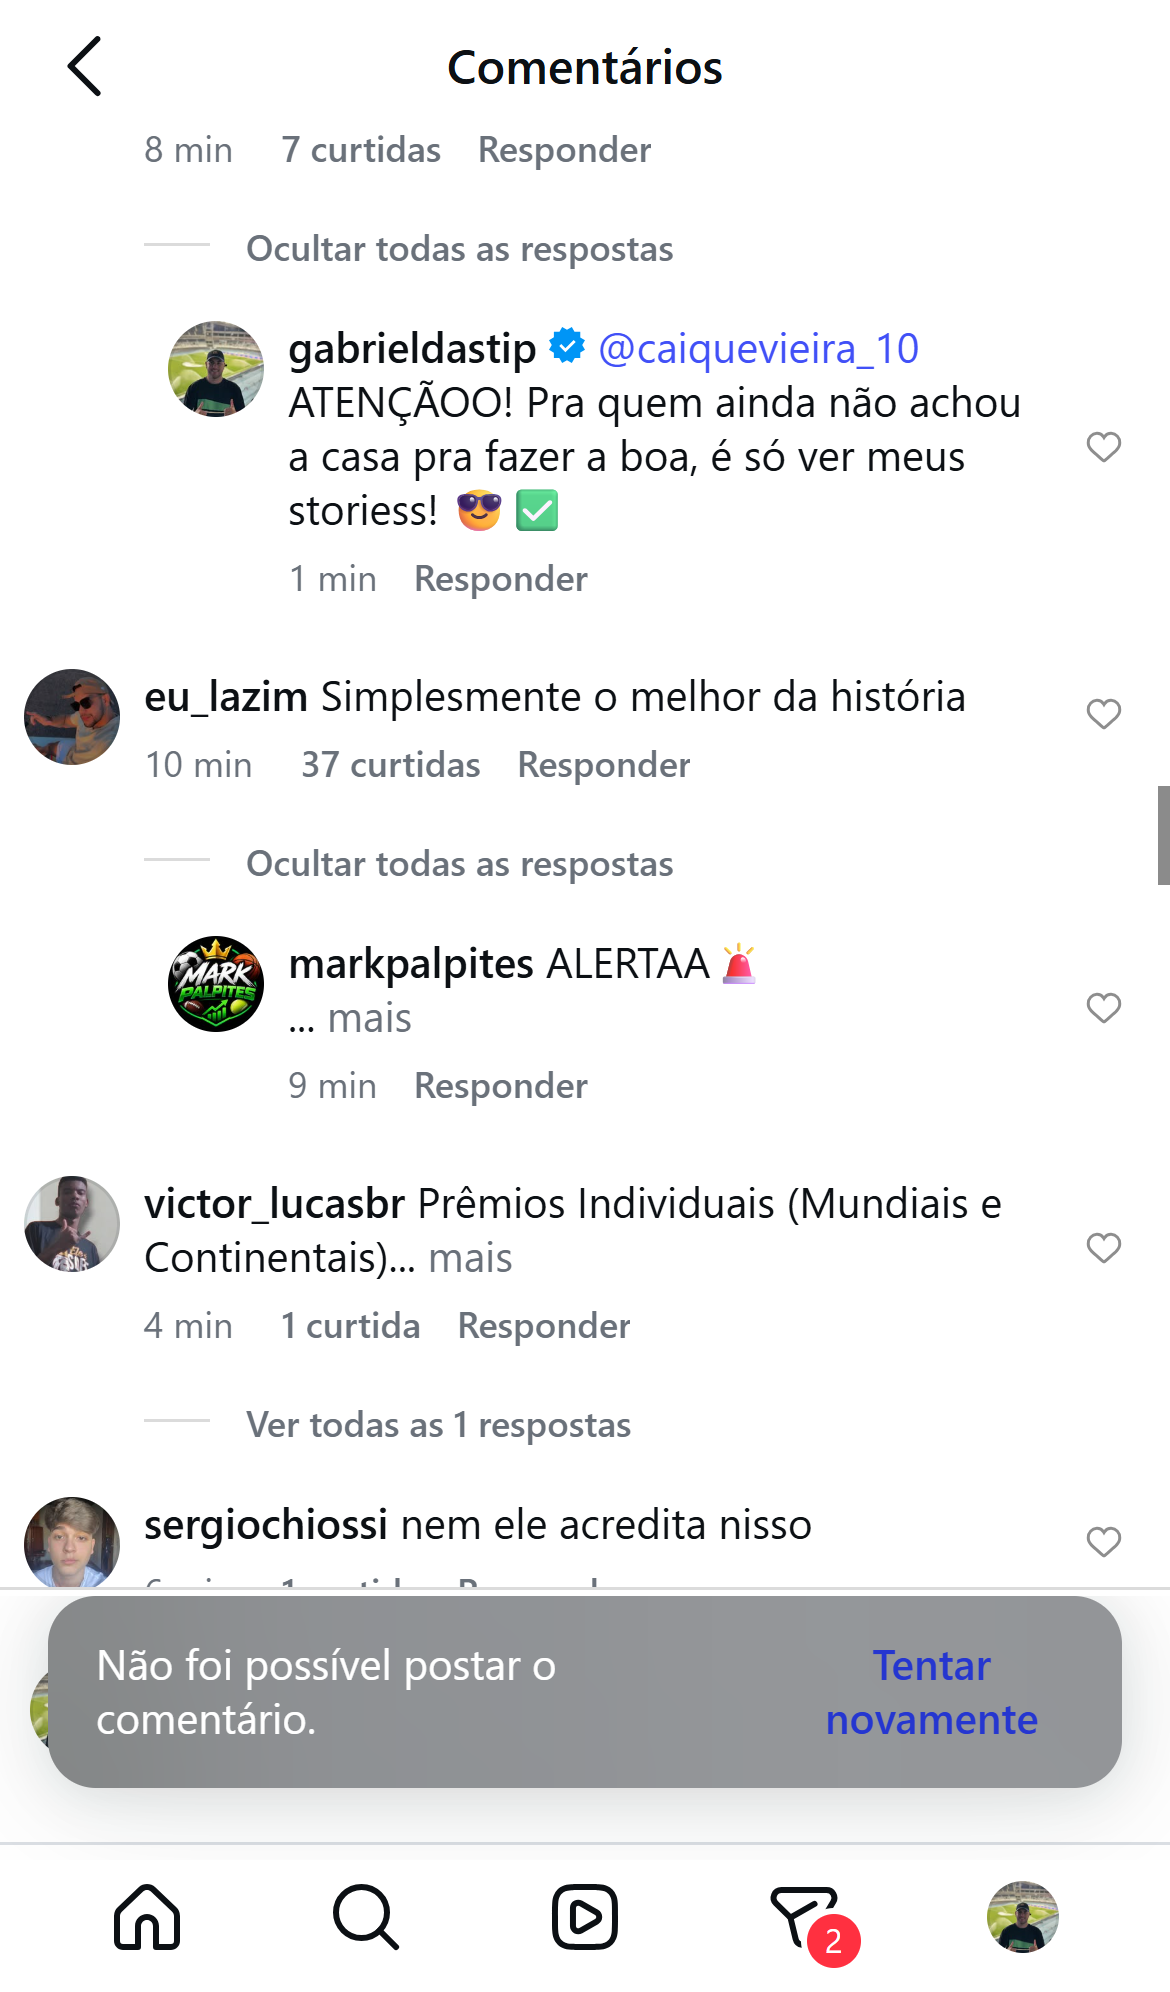 Comentários
8 min 7 curtidas Responder
Ocultar todas as respostas
gabrieldastip @caiquevieira_10
ATENÇÃOO! Pra quem ainda não achou
a casa pra fazer a boa, é só ver meus
storiess! 😎 ✅
1 min Responder
eu_lazim Simplesmente o melhor da história
10 min 37 curtidas Responder
Ocultar todas as respostas
MARK
PALPITES
markpalpites ALERTAA 🚨
... mais
9 min Responder
victor_lucasbr Prêmios Individuais (Mundiais e
Continentais)... mais
4 min 1 curtida Responder
Ver todas as 1 respostas
sergiochiossi nem ele acredita nisso
Não foi possível postar o
comentário.
Tentar
novamente
2